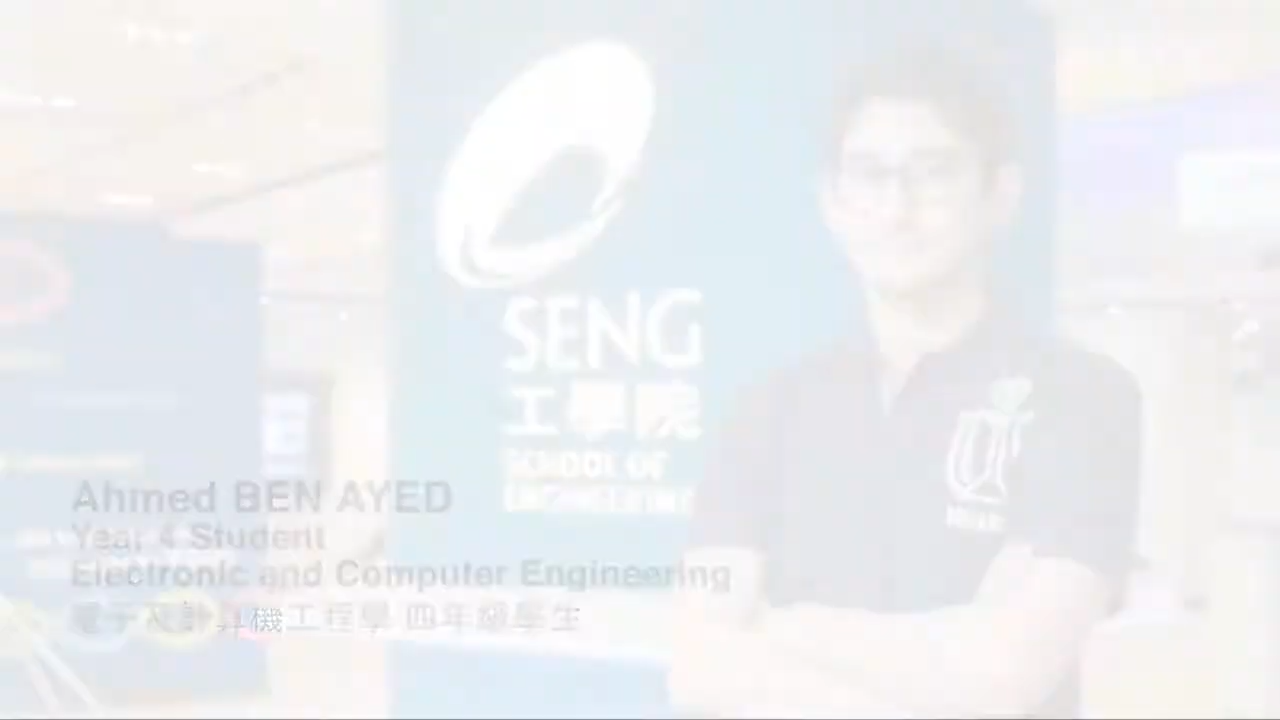 SENG
工學院
SCHOOL OF
ENGINEERING
Ahmed BEN AYED
Year 4 Student
Electronic and Computer Engineering
電子及計算機工程學 四年級學生